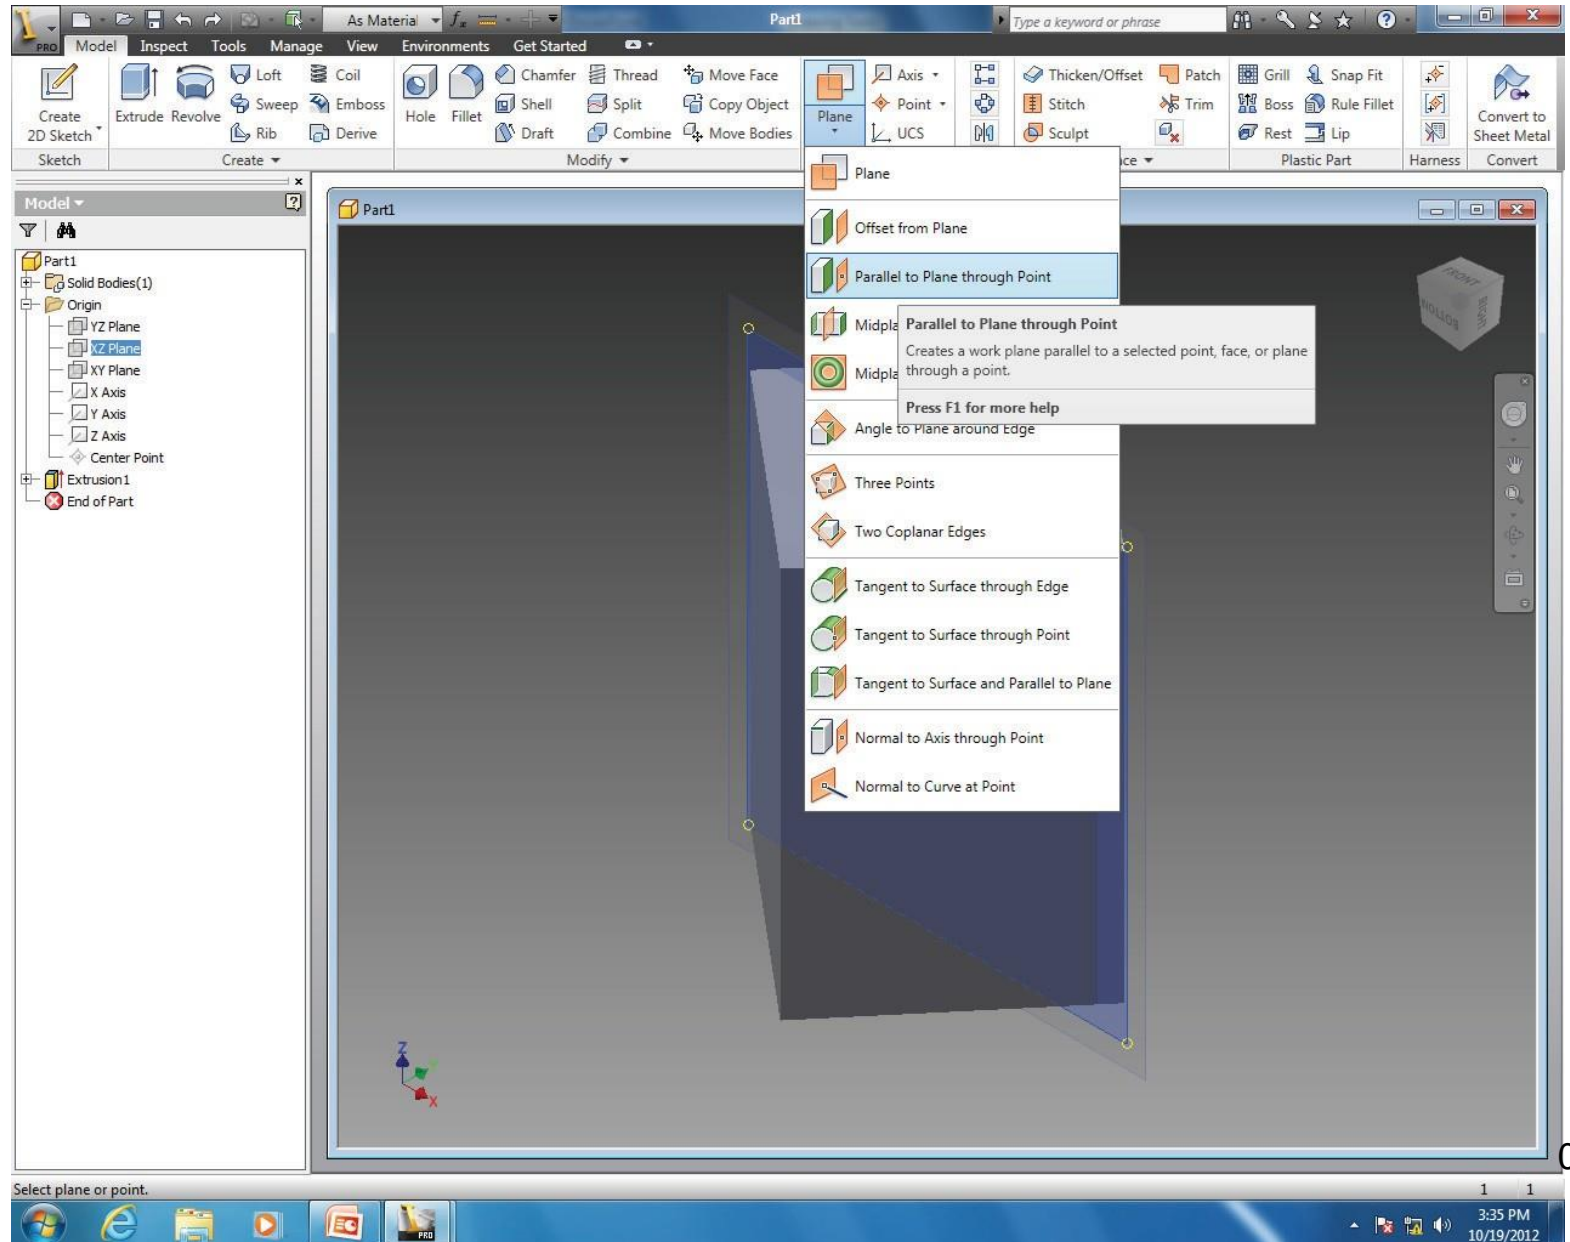 PRO
As Material
fx
Part1
Type a keyword or phrase
Model Inspect Tools Manage View Environments Get Started
Create
2D Sketch
Extrude Revolve
Loft
Sweep
Rib
Coil
Emboss
Derive
Hole Fillet
Chamfer
Shell
Draft
Thread
Split
Combine
Move Face
Copy Object
Move Bodies
Plane
Axis
Point
UCS
Thicken/Offset
Stitch
Sculpt
Patch
Trim
Grill
Boss
Rest
Snap Fit
Rule Fillet
Lip
Convert to
Sheet Metal
Sketch Create Modify ce Plastic Part Harness Convert
Model
Part1
Solid Bodies(1)
Origin
YZ Plane
XZ Plane
XY Plane
X Axis
Y Axis
Z Axis
Center Point
Extrusion1
End of Part
Part1
Plane
Offset from Plane
Parallel to Plane through Point
Midpla
Midpla
Angle to Plane around Edge
Three Points
Two Coplanar Edges
Tangent to Surface through Edge
Tangent to Surface through Point
Tangent to Surface and Parallel to Plane
Normal to Axis through Point
Normal to Curve at Point
Parallel to Plane through Point
Creates a work plane parallel to a selected point, face, or plane
through a point.
Press F1 for more help
FRONT
BOTTOM
RIGHT
Z
X
Select plane or point.
1 1
PRO
3:35 PM
10/19/2012